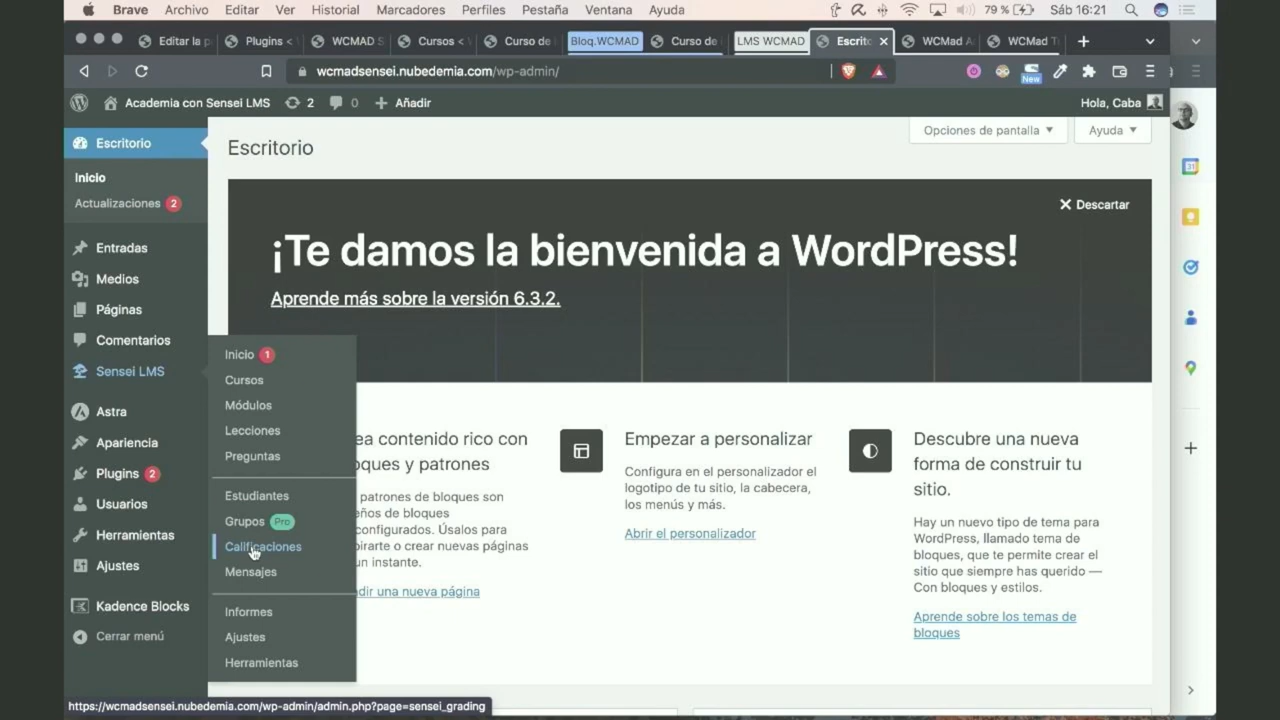 Brave Archivo Editar Ver Historial Marcadores Perfiles Pestaña Ventana Ayuda 79 % Sáb 16:21
Editar la p Plugins < WCMAD S Cursos < Curso de Bloq.WCMAD Curso de LMS WCMAD Escrito WCMad A WCMad T
wcmadsensei.nubedemia.com/wp-admin/ New
Academia con Sensei LMS 2 0 Añadir Hola, Caba
Escritorio
Inicio
Actualizaciones 2
Entradas
Medios
Páginas
Comentarios
Sensei LMS
Astra
Apariencia
Plugins 2
Usuarios
Herramientas
Ajustes
Kadence Blocks
Cerrar menú
Inicio 1
Cursos
Módulos
Lecciones
Preguntas
Estudiantes
Grupos Pro
Calificaciones
Mensajes
Informes
Ajustes
Herramientas
Opciones de pantalla Ayuda
Escritorio
Descartar
¡Te damos la bienvenida a WordPress!
Aprende más sobre la versión 6.3.2.
ea contenido rico con
oques y patrones
patrones de bloques son
eños de bloques
configurados. Úsalos para
pirarte o crear nuevas páginas
un instante.
dir una nueva página
Empezar a personalizar
Configura en el personalizador el
logotipo de tu sitio, la cabecera,
los menús y más.
Abrir el personalizador
Descubre una nueva
forma de construir tu
sitio.
Hay un nuevo tipo de tema para
WordPress, llamado tema de
bloques, que te permite crear el
sitio que siempre has querido —
Con bloques y estilos.
Aprende sobre los temas de
bloques
https://wcmadsensei.nubedemia.com/wp-admin/admin.php?page=sensei_grading